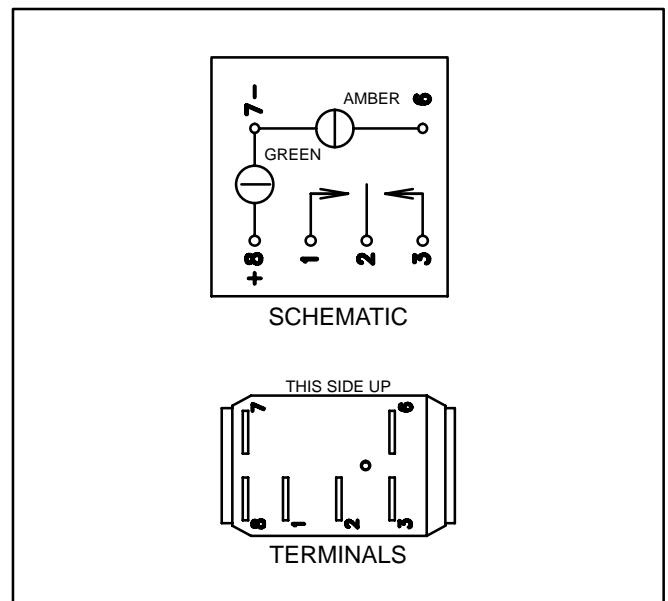 7- AMBER 6
GREEN
+8 1 2 3
SCHEMATIC
THIS SIDE UP
7 6
8 1 2 3
TERMINALS